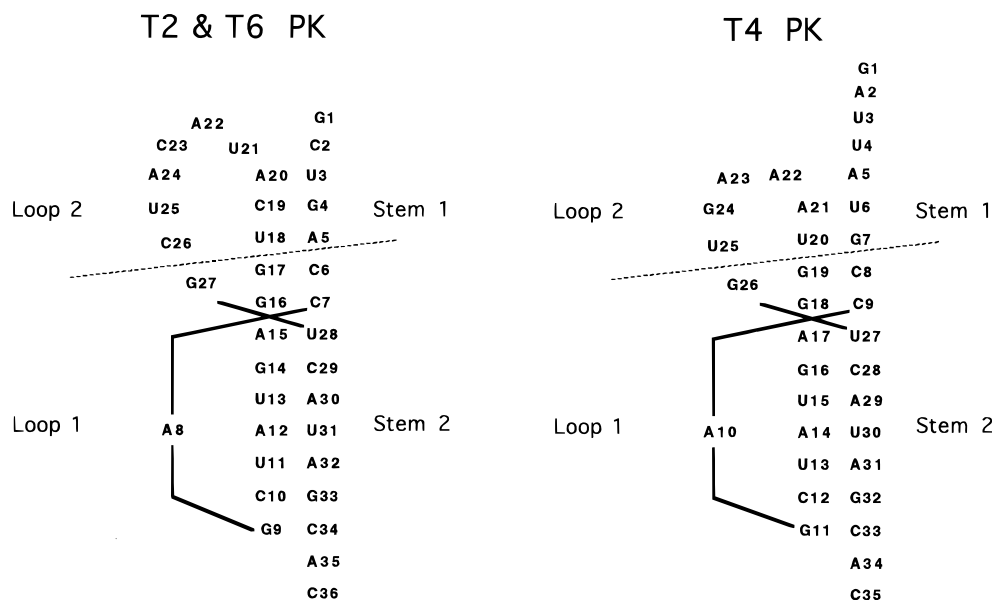 T2 & T6 PK
T4 PK
G1
A22
G1
A2
C23
U21
C2
U3
U4
A24
A20
U3
A23
A22
A5
Loop 2
U25
C19
G4
Stem 1
Loop 2
G24
A21
U6
Stem 1
C26
U18
A5
U25
U20
G7
G27
G17
C6
G26
G19
C8
G16
C7
G18
C9
A15
U28
A17
U27
G14
C29
G16
C28
U13
A30
U15
A29
Loop 1
A8
A12
U31
Stem 2
Loop 1
A10
A14
U30
Stem 2
U11
A32
U13
A31
C10
G33
C12
G32
G9
C34
G11
C33
A35
A34
C36
C35